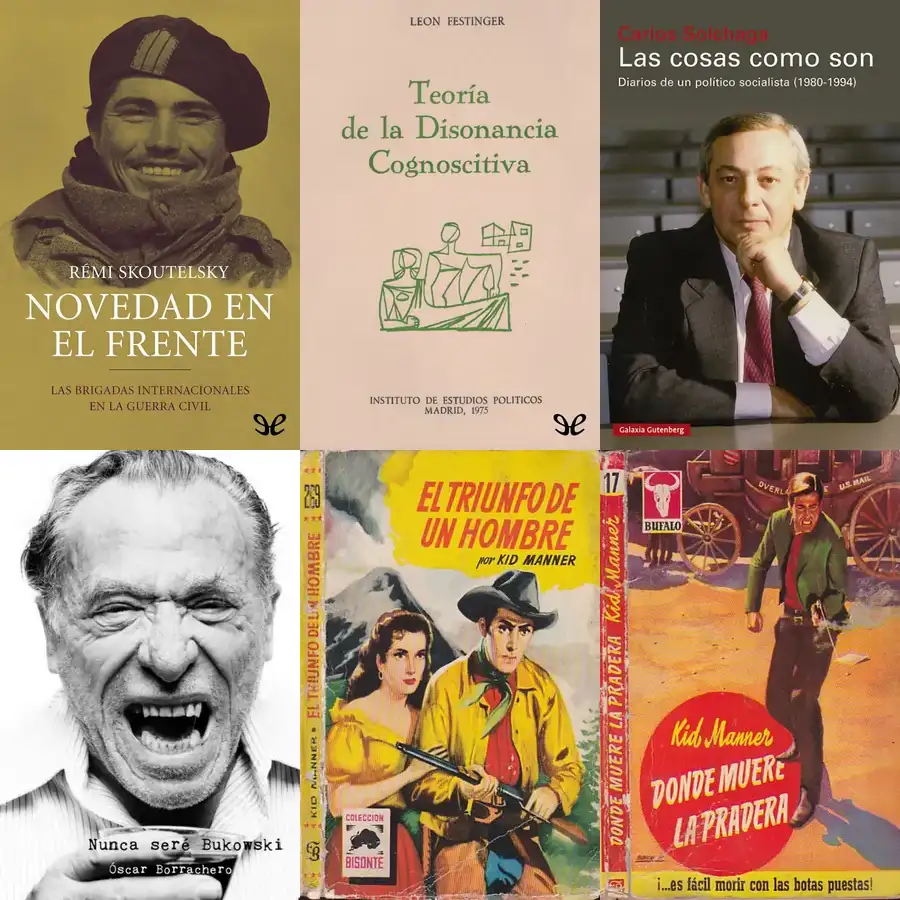 RÉMI SKOUTELSKY
NOVEDAD EN
EL FRENTE
LAS BRIGADAS INTERNACIONALES
EN LA GUERRA CIVIL
LEON FESTINGER
Teoría
de la Disonancia
Cognoscitiva
INSTITUTO DE ESTUDIOS POLITICOS
MADRID, 1975
Carlos Solchaga
Las cosas como son
Diarios de un político socialista (1980-1994)
Galaxia Gutenberg
Nunca seré Bukowski
Óscar Borrachero
269
EL TRIUNFO DE UN HOMBRE
KID MANNER
EL TRIUNFO DE
UN HOMBRE
por KID MANNER
COLECCION
BISONTE
17
DONDE MUERE LA PRADERA Kid Manner
BUFALO
OVERLA
U.S. MAIL
Kid Manner
DONDE MUERE
LA PRADERA
¡...es fácil morir con las botas puestas!